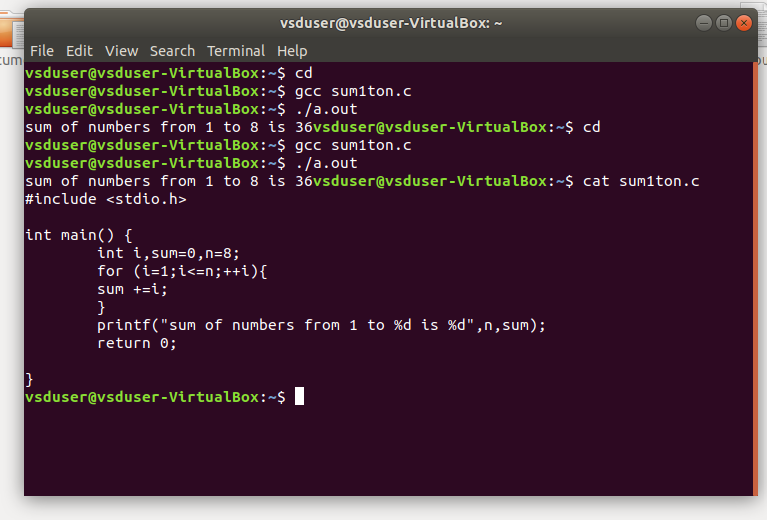 vsduser@vsduser-VirtualBox: ~
File Edit View Search Terminal Help
vsduser@vsduser-VirtualBox:~$ cd
vsduser@vsduser-VirtualBox:~$ gcc sum1ton.c
vsduser@vsduser-VirtualBox:~$ ./a.out
sum of numbers from 1 to 8 is 36vsduser@vsduser-VirtualBox:~$ cd
vsduser@vsduser-VirtualBox:~$ gcc sum1ton.c
vsduser@vsduser-VirtualBox:~$ ./a.out
sum of numbers from 1 to 8 is 36vsduser@vsduser-VirtualBox:~$ cat sum1ton.c
#include <stdio.h>

int main() {
        int i,sum=0,n=8;
        for (i=1;i<=n;++i){
        sum +=i;
        }
        printf("sum of numbers from 1 to %d is %d",n,sum);
        return 0;

}
vsduser@vsduser-VirtualBox:~$